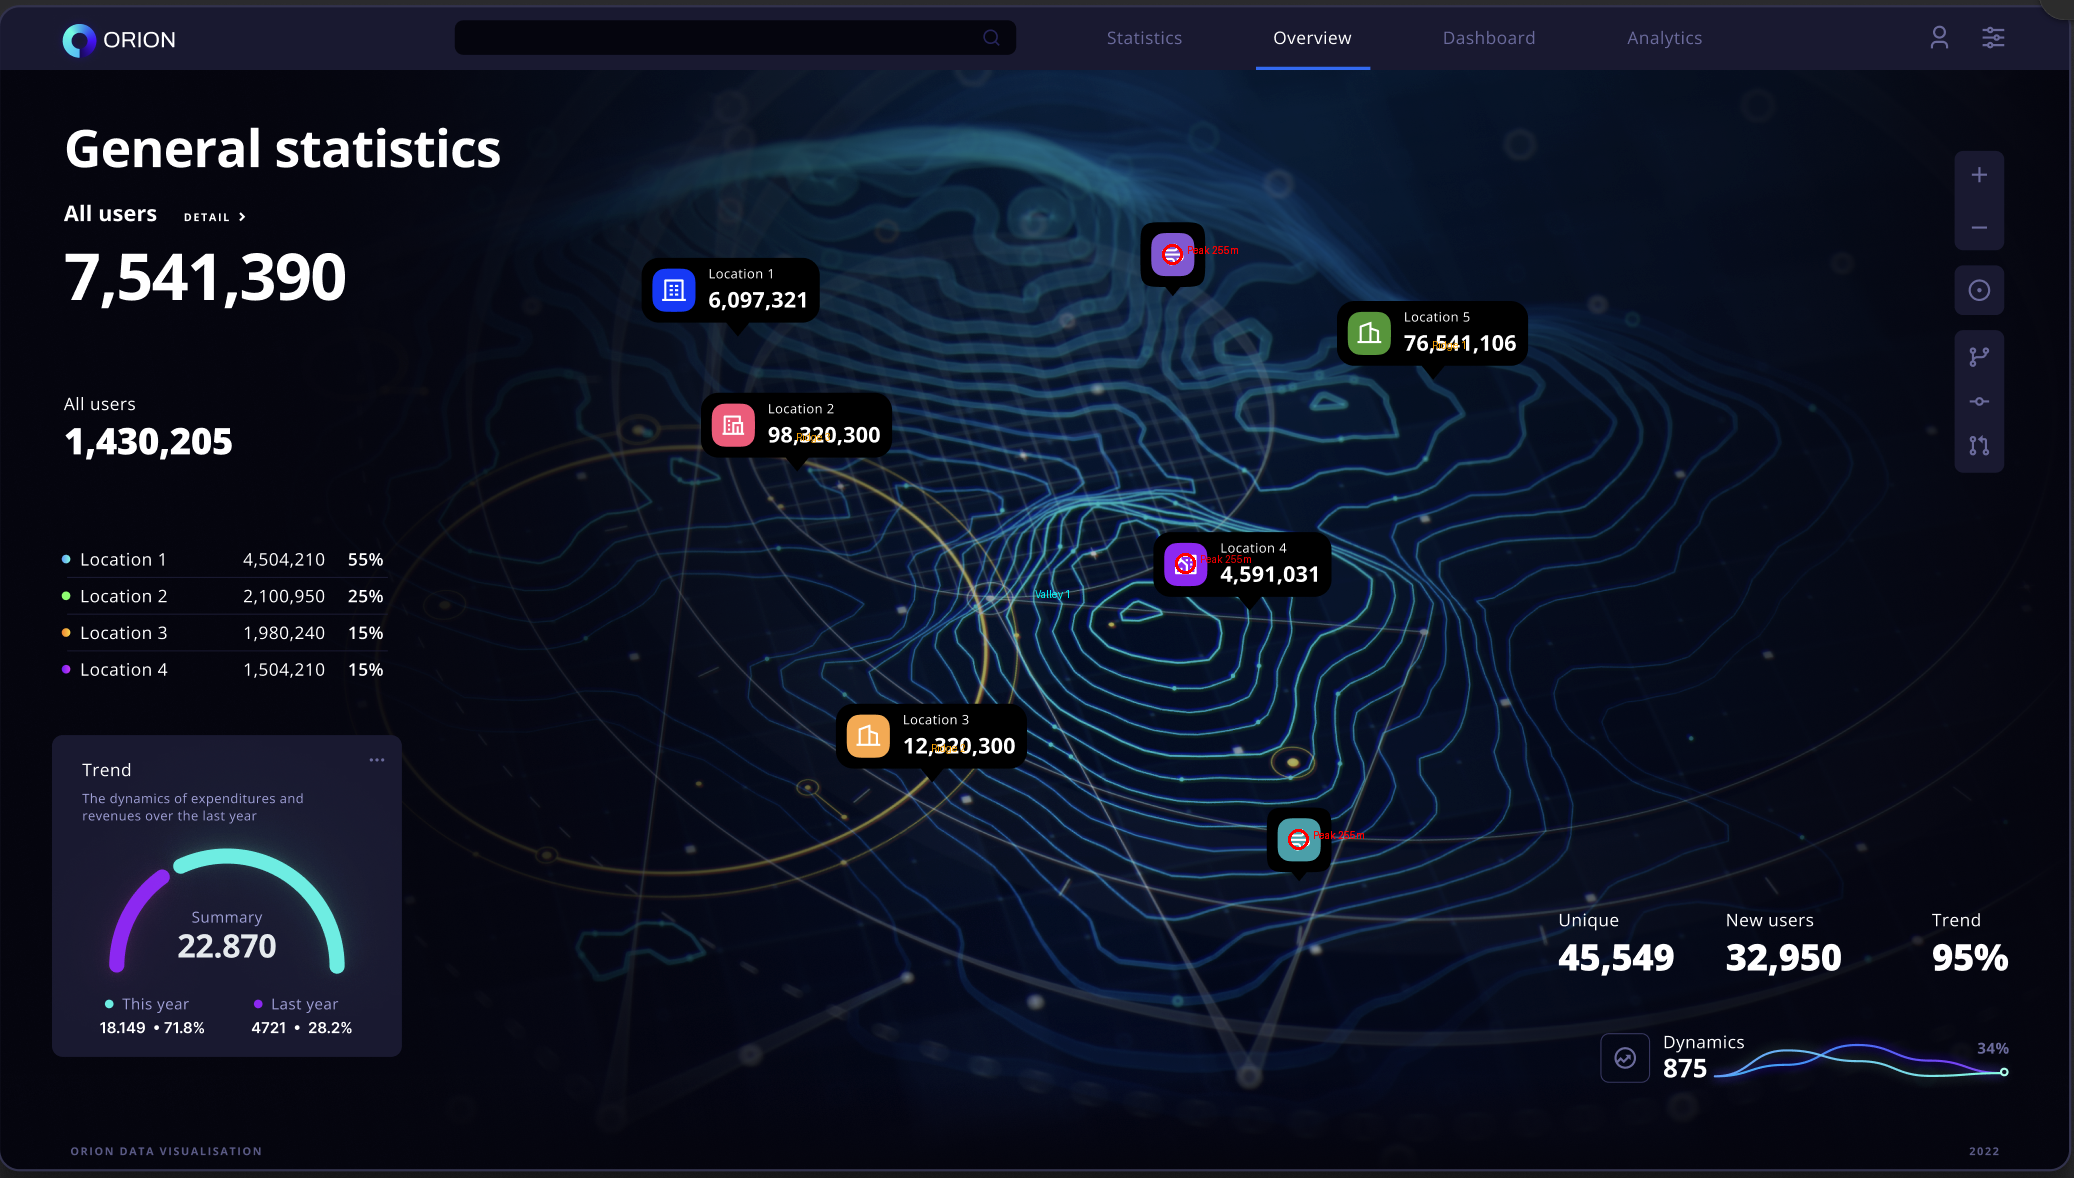 ORION
Statistics
Overview
Dashboard
Analytics
General statistics
All users DETAIL >
7,541,390
All users
1,430,205
Location 1 4,504,210 55%
Location 2 2,100,950 25%
Location 3 1,980,240 15%
Location 4 1,504,210 15%
Trend
The dynamics of expenditures and
revenues over the last year
Summary
22.870
This year
18.149 • 71.8%
Last year
4721 • 28.2%
Location 1
6,097,321
Peak 255m
Location 5
76,541,106
Location 2
98,320,300
Location 4
Peak 255m
4,591,031
Valley 1
Location 3
12,320,300
Peak 255m
Unique
45,549
New users
32,950
Trend
95%
Dynamics
875
34%
ORION DATA VISUALISATION
2022